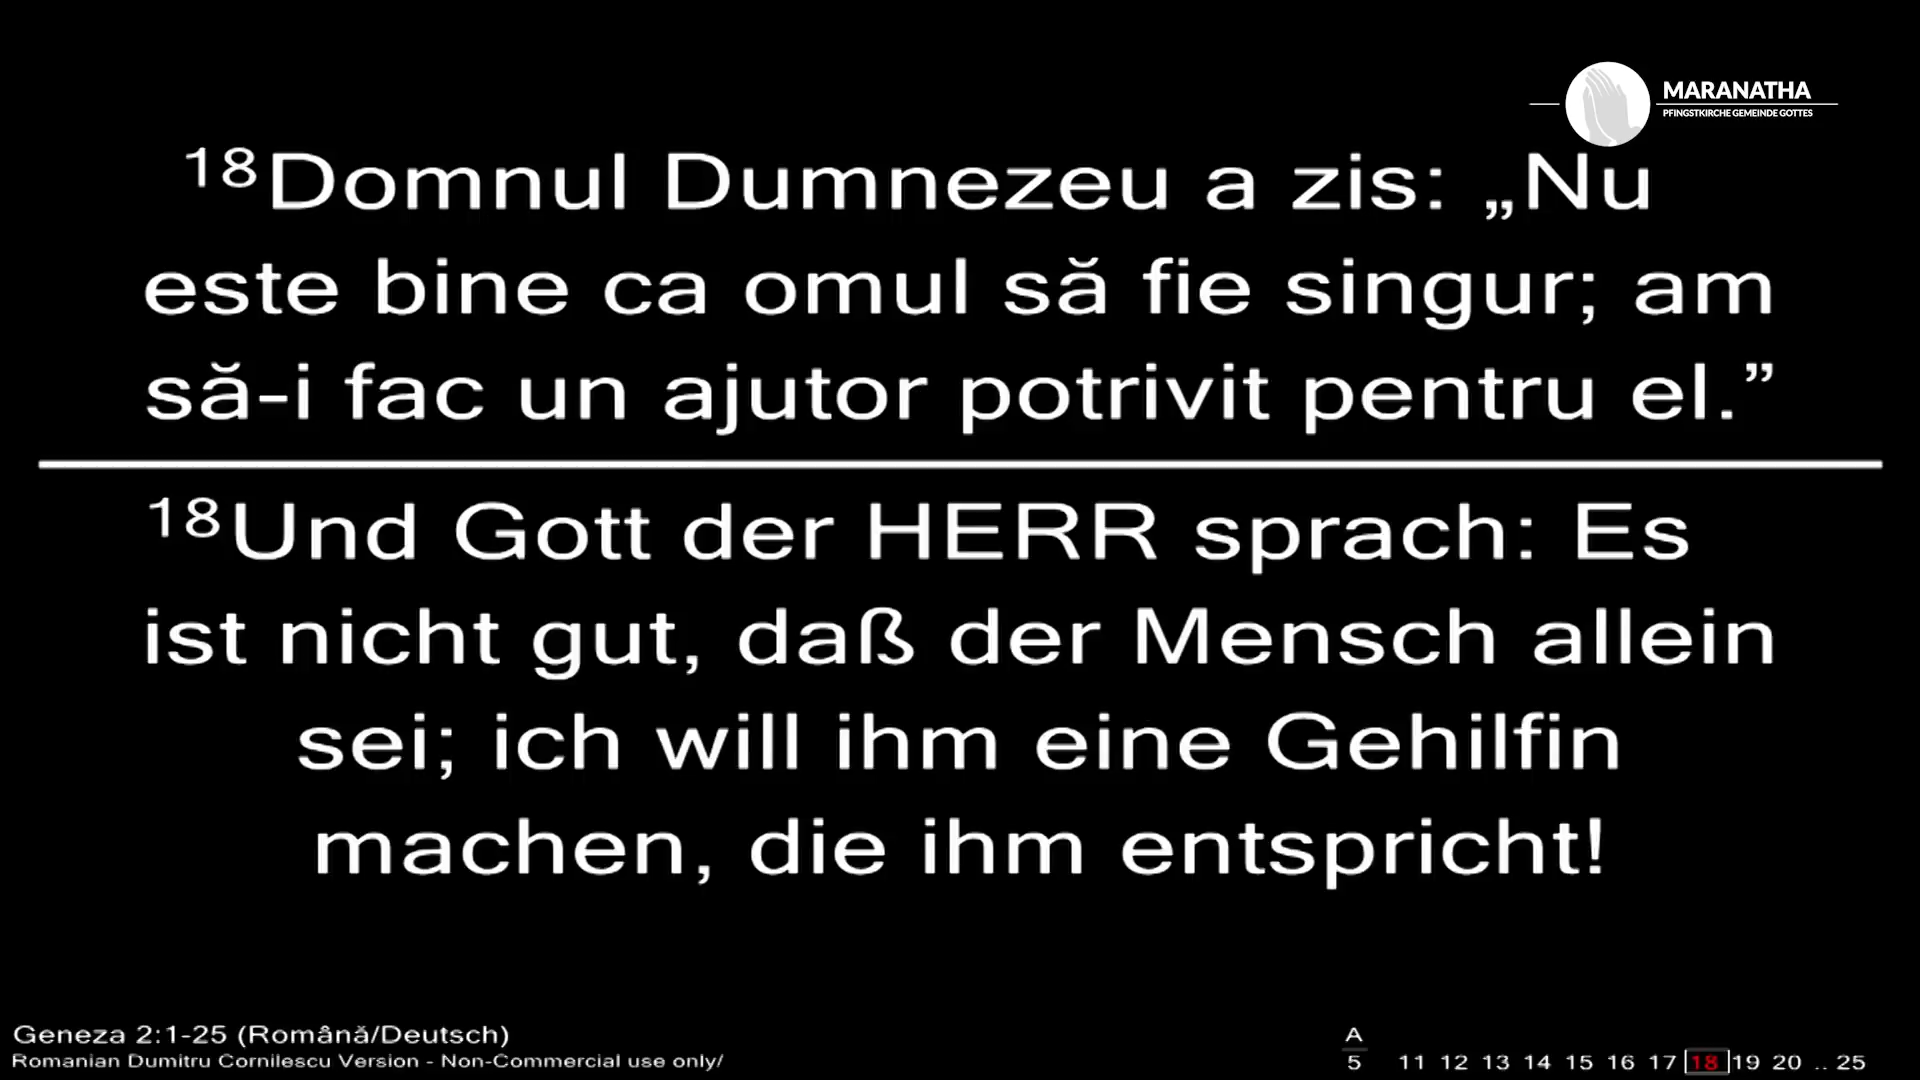 MARANATHA
PFINGSTKIRCHE GEMEINDE GOTTES
18Domnul Dumnezeu a zis: „Nu
este bine ca omul să fie singur; am
să-i fac un ajutor potrivit pentru el.”
18Und Gott der HERR sprach: Es
ist nicht gut, daß der Mensch allein
sei; ich will ihm eine Gehilfin
machen, die ihm entspricht!
Geneza 2:1-25 (Română/Deutsch)
Romanian Dumitru Cornilescu Version - Non-Commercial use only/
A
5 11 12 13 14 15 16 17 18 19 20 .. 25